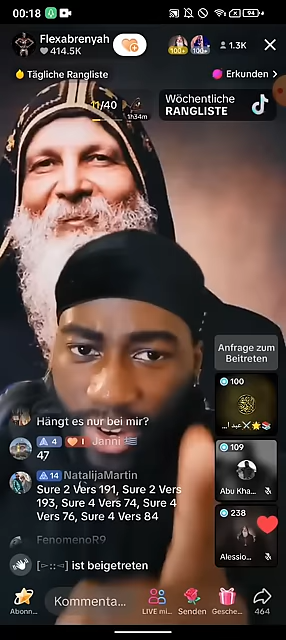 00:18
94
Flexabrenyah
414.5K
100+
100+
1.3K
Tägliche Rangliste
Erkunden >
11/40
1h34m
Wöchentliche
RANGLISTE
Anfrage zum
Beitreten
100
109
Abu Kha...
238
Alessio...
Hängt es nur bei mir?
4 1 Janni
47
14 NatalijaMartin
Sure 2 Vers 191, Sure 2 Vers
193, Sure 4 Vers 74, Sure 4
Vers 76, Sure 4 Vers 84
FenomenoR9
[▻::◅] ist beigetreten
Abonn...
Kommenta...
LIVE mi...
Senden
Gesche...
464